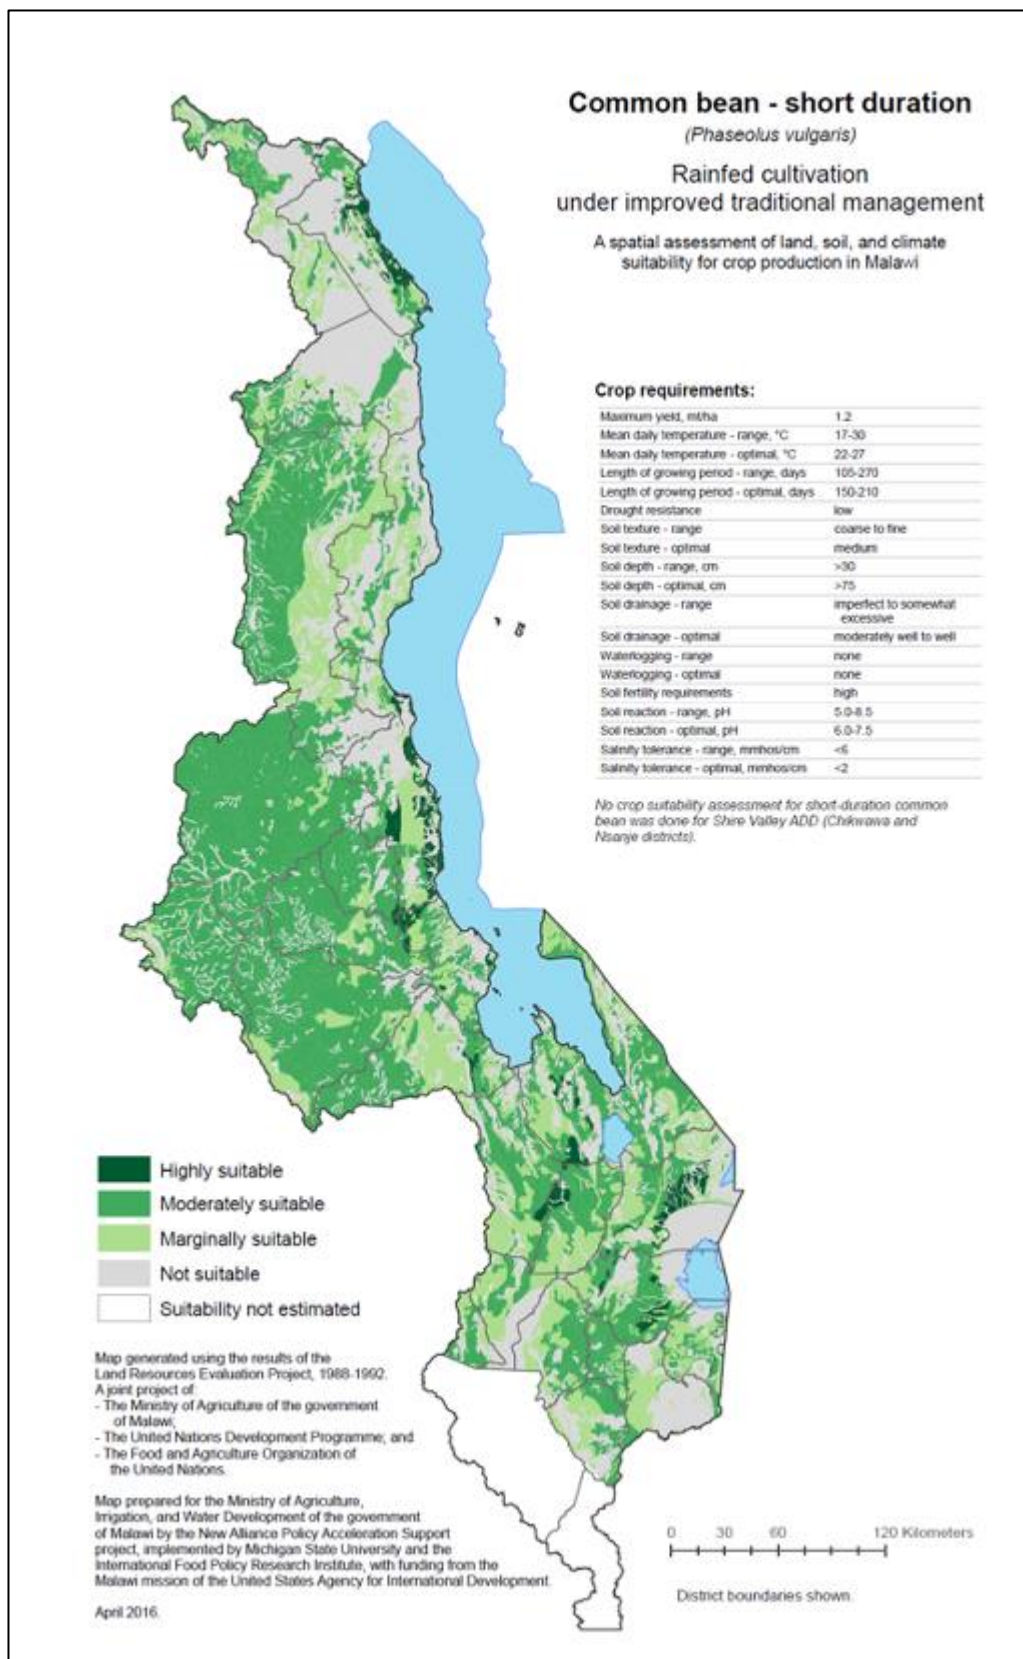 Common bean - short duration
(Phaseolus vulgaris)
Rainfed cultivation
under improved traditional management
A spatial assessment of land, soil, and climate
suitability for crop production in Malawi
Crop requirements:
Maximum yield, mt/ha 1.2
Mean daily temperature - range, °C 17-30
Mean daily temperature - optimal, °C 22-27
Length of growing period - range, days 105-270
Length of growing period - optimal, days 150-210
Drought resistance low
Soil texture - range coarse to fine
Soil texture - optimal medium
Soil depth - range, cm >30
Soil depth - optimal, cm >75
Soil drainage - range imperfect to somewhat
excessive
Soil drainage - optimal moderately well to well
Waterlogging - range none
Waterlogging - optimal none
Soil fertility requirements high
Soil reaction - range, pH 5.0-8.5
Soil reaction - optimal, pH 6.0-7.5
Salinity tolerance - range, mmhos/cm <6
Salinity tolerance - optimal, mmhos/cm <2
No crop suitability assessment for short-duration common
bean was done for Shire Valley ADD (Chikwawa and
Nsanje districts).
Highly suitable
Moderately suitable
Marginally suitable
Not suitable
Suitability not estimated
Map generated using the results of the
Land Resources Evaluation Project, 1988-1992.
A joint project of:
- The Ministry of Agriculture of the government
of Malawi;
- The United Nations Development Programme; and
- The Food and Agriculture Organization of
the United Nations.
Map prepared for the Ministry of Agriculture,
Irrigation, and Water Development of the government
of Malawi by the New Alliance Policy Acceleration Support
project, implemented by Michigan State University and the
International Food Policy Research Institute, with funding from the
Malawi mission of the United States Agency for International Development.
April 2016.
0 30 60 120 Kilometers
District boundaries shown.